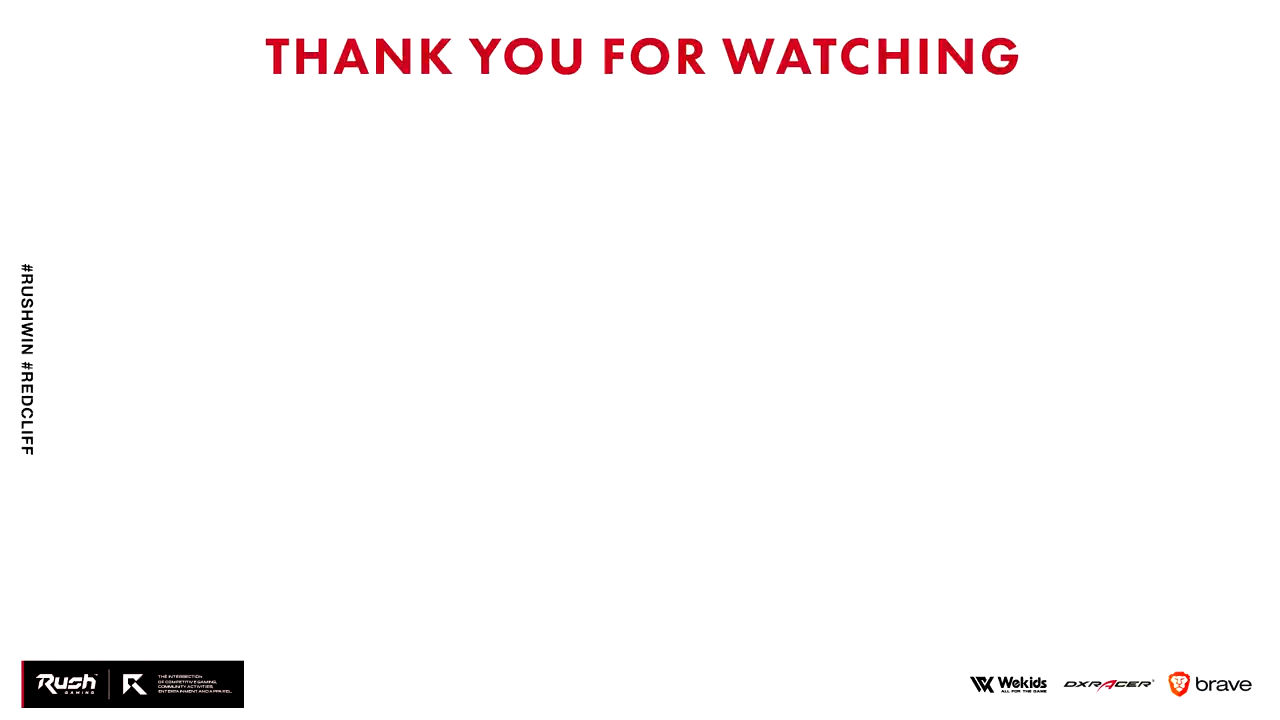 THANK YOU FOR WATCHING
#RUSHWIN #REDCLIFF
Rush
GAMING
THE INTERSECTION
OF COMPETITIVE GAMING,
COMMUNITY ACTIVITIES,
ENTERTAINMENT AND APPAREL.
Wekids
ALL FOR THE GAME
DXRACER
brave